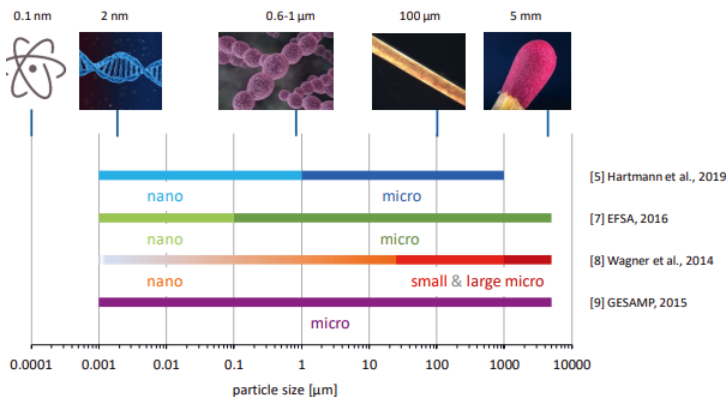 0.1 nm 2 nm 0.6-1 µm 100 µm 5 mm
[5] Hartmann et al., 2019
nano micro
[7] EFSA, 2016
nano micro
[8] Wagner et al., 2014
nano small & large micro
[9] GESAMP, 2015
micro
0.0001 0.001 0.01 0.1 1 10 100 1000 10000
particle size [µm]